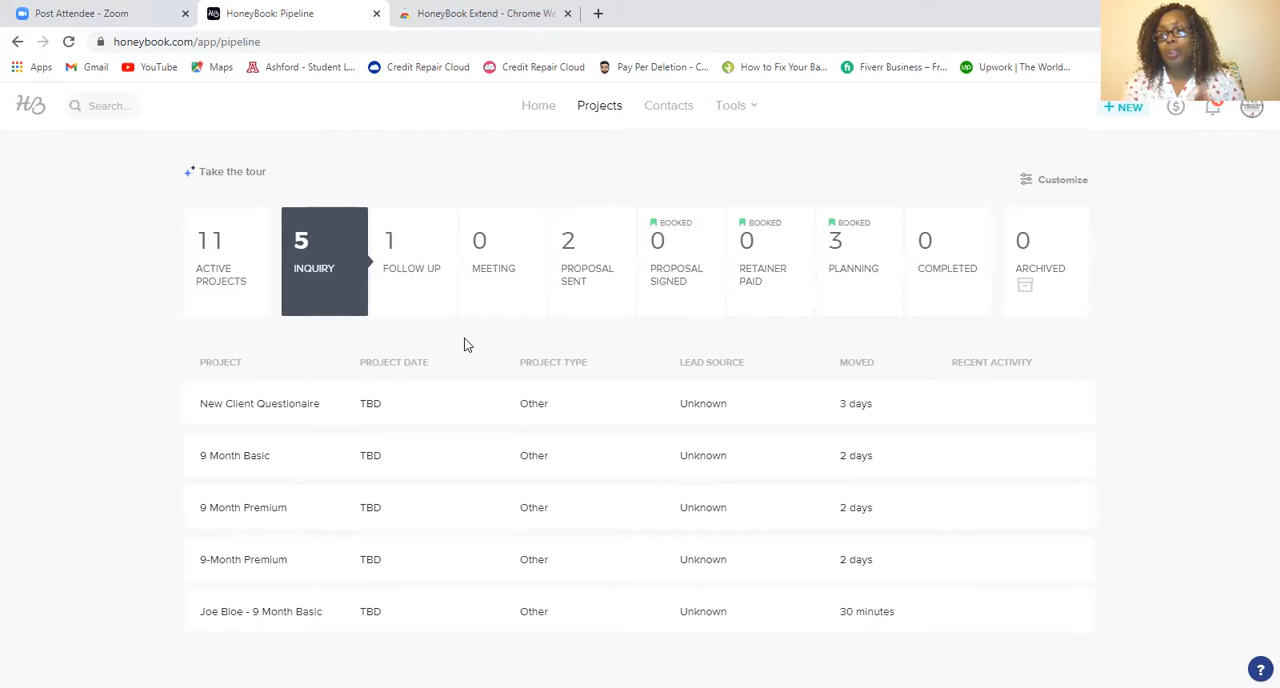 Post Attendee - Zoom
HoneyBook: Pipeline
HoneyBook Extend - Chrome We
honeybook.com/app/pipeline
Apps
Gmail
YouTube
Maps
Ashford - Student L...
Credit Repair Cloud
Credit Repair Cloud
Pay Per Deletion - C...
How to Fix Your Ba...
Fiverr Business – Fr...
Upwork | The World...
HB
Search...
Home
Projects
Contacts
Tools
+ NEW
Take the tour
Customize
11
ACTIVE
PROJECTS
5
INQUIRY
1
FOLLOW UP
0
MEETING
2
PROPOSAL
SENT
BOOKED
0
PROPOSAL
SIGNED
BOOKED
0
RETAINER
PAID
BOOKED
3
PLANNING
0
COMPLETED
0
ARCHIVED
PROJECT PROJECT DATE PROJECT TYPE LEAD SOURCE MOVED RECENT ACTIVITY
New Client Questionaire TBD Other Unknown 3 days
9 Month Basic TBD Other Unknown 2 days
9 Month Premium TBD Other Unknown 2 days
9-Month Premium TBD Other Unknown 2 days
Joe Bloe - 9 Month Basic TBD Other Unknown 30 minutes
?